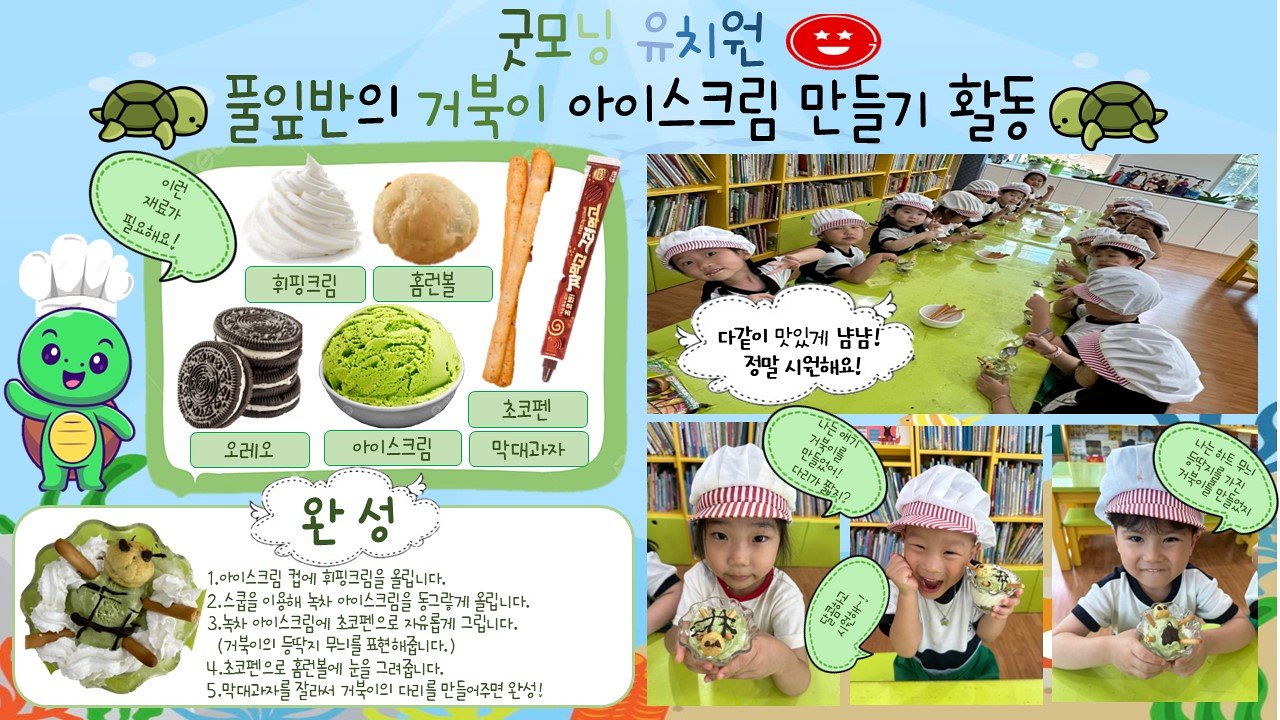 굿모닝 유치원
풀잎반의 거북이 아이스크림 만들기 활동
이런
재료가
필요해요!
휘핑크림
홈런볼
초코펜
오레오
아이스크림
막대과자
완 성
1.아이스크림 컵에 휘핑크림을 올립니다.
2.스쿱을 이용해 녹차 아이스크림을 동그랗게 올립니다.
3.녹차 아이스크림에 초코펜으로 자유롭게 그립니다.
(거북이의 등딱지 무늬를 표현해줍니다.)
4.초코펜으로 홈런볼에 눈을 그려줍니다.
5.막대과자를 잘라서 거북이의 다리를 만들어주면 완성!
다같이 맛있게 냠냠!
정말 시원해요!
나는 애기
거북이를
만들었어!
다리가 짧지!?
달콤하고
시원해~!
나는 하트 무늬
등딱지를 가진
거북이를 만들었지